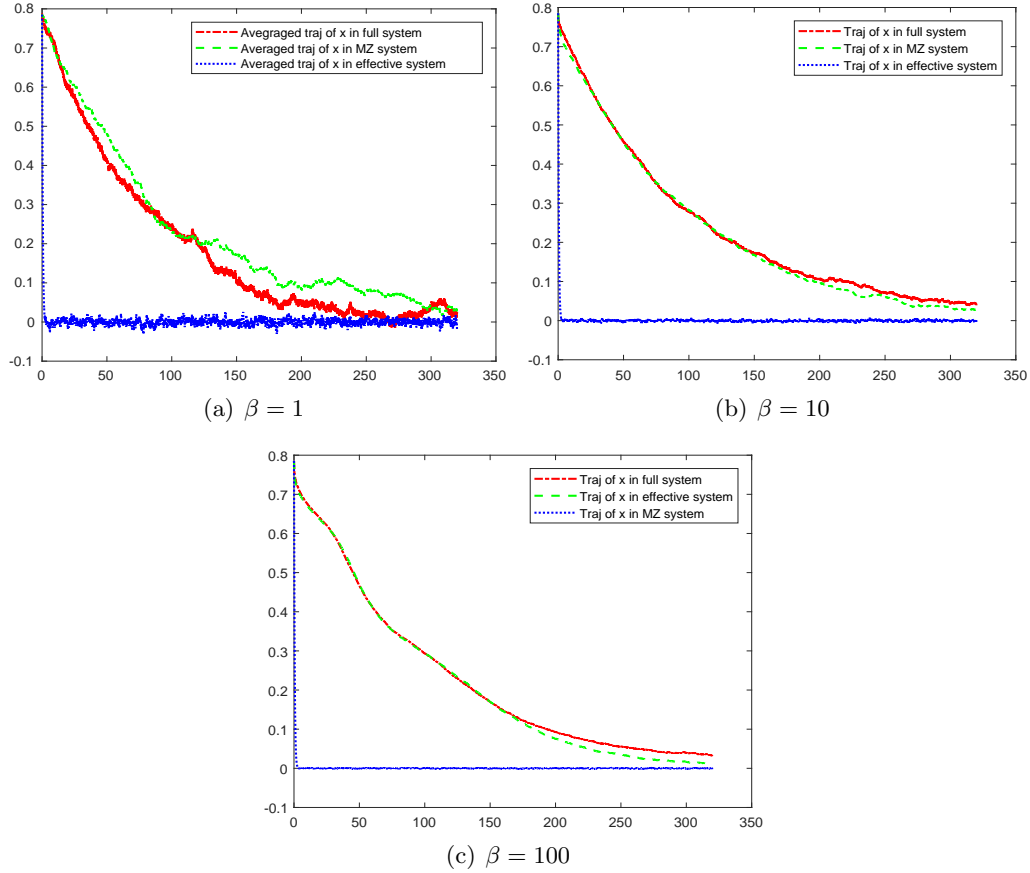 0.8
0.7
0.6
0.5
0.4
0.3
0.2
0.1
0
-0.1
0 50 100 150 200 250 300 350
Avegraged traj of x in full system
Averaged traj of x in MZ system
Averaged traj of x in effective system
(a) β = 1
0.8
0.7
0.6
0.5
0.4
0.3
0.2
0.1
0
-0.1
0 50 100 150 200 250 300 350
Traj of x in full system
Traj of x in MZ system
Traj of x in effective system
(b) β = 10
0.8
0.7
0.6
0.5
0.4
0.3
0.2
0.1
0
-0.1
0 50 100 150 200 250 300 350
Traj of x in full system
Traj of x in effective system
Traj of x in MZ system
(c) β = 100